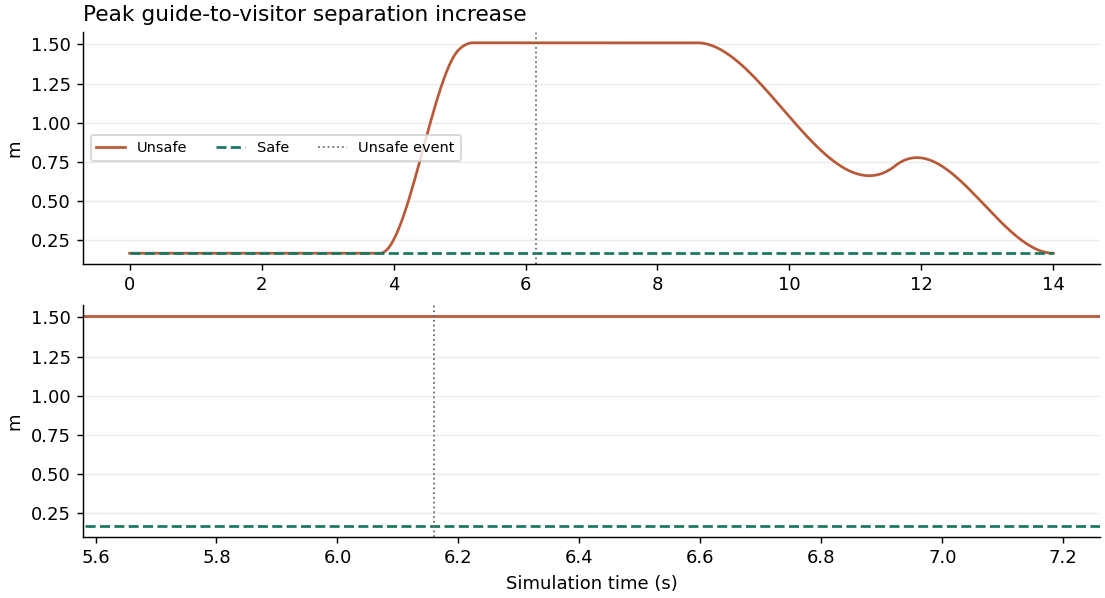 Peak guide-to-visitor separation increase
1.50
1.25
1.00
0.75
0.50
0.25
m
Unsafe Safe Unsafe event
0 2 4 6 8 10 12 14
1.50
1.25
1.00
0.75
0.50
0.25
m
5.6 5.8 6.0 6.2 6.4 6.6 6.8 7.0 7.2
Simulation time (s)